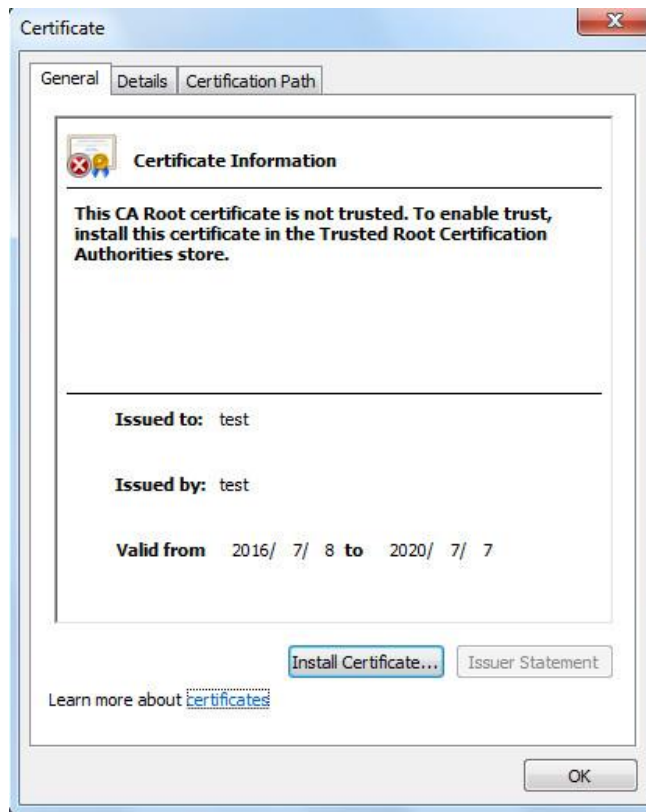 Certificate
General Details Certification Path
Certificate Information
This CA Root certificate is not trusted. To enable trust,
install this certificate in the Trusted Root Certification
Authorities store.
Issued to: test
Issued by: test
Valid from 2016/ 7/ 8 to 2020/ 7/ 7
Install Certificate... Issuer Statement
Learn more about certificates
OK